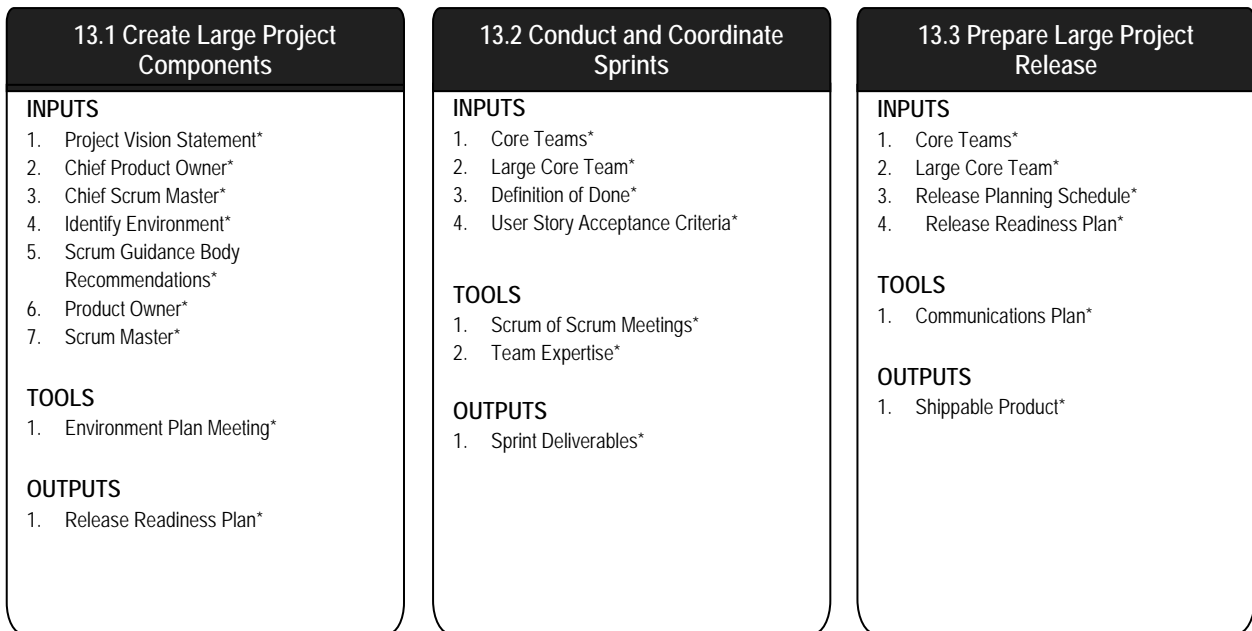 13.1 Create Large Project
Components
INPUTS
1. Project Vision Statement*
2. Chief Product Owner*
3. Chief Scrum Master*
4. Identify Environment*
5. Scrum Guidance Body
Recommendations*
6. Product Owner*
7. Scrum Master*
TOOLS
1. Environment Plan Meeting*
OUTPUTS
1. Release Readiness Plan*
13.2 Conduct and Coordinate
Sprints
INPUTS
1. Core Teams*
2. Large Core Team*
3. Definition of Done*
4. User Story Acceptance Criteria*
TOOLS
1. Scrum of Scrum Meetings*
2. Team Expertise*
OUTPUTS
1. Sprint Deliverables*
13.3 Prepare Large Project
Release
INPUTS
1. Core Teams*
2. Large Core Team*
3. Release Planning Schedule*
4. Release Readiness Plan*
TOOLS
1. Communications Plan*
OUTPUTS
1. Shippable Product*